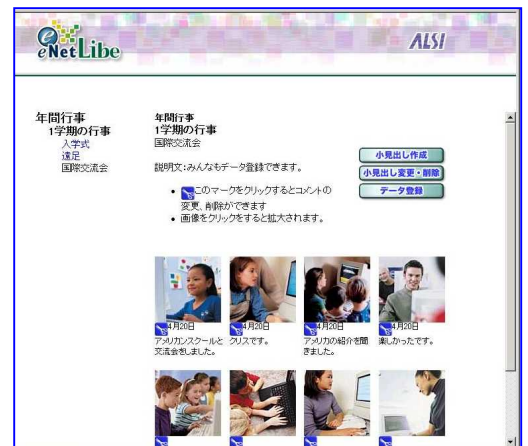 eNetLibe
ALSI
年間行事
1学期の行事
入学式
遠足
国際交流会
年間行事
1学期の行事
国際交流会
説明文:みんなもデータ登録できます。
このマークをクリックするとコメントの
変更、削除ができます
画像をクリックをすると拡大されます。
小見出し作成
小見出し変更・削除
データ登録
4月20日
アメリカンスクールと
交流会をしました。
4月20日
クリスです。
4月20日
アメリカの紹介を聞
きました。
4月20日
楽しかったです。